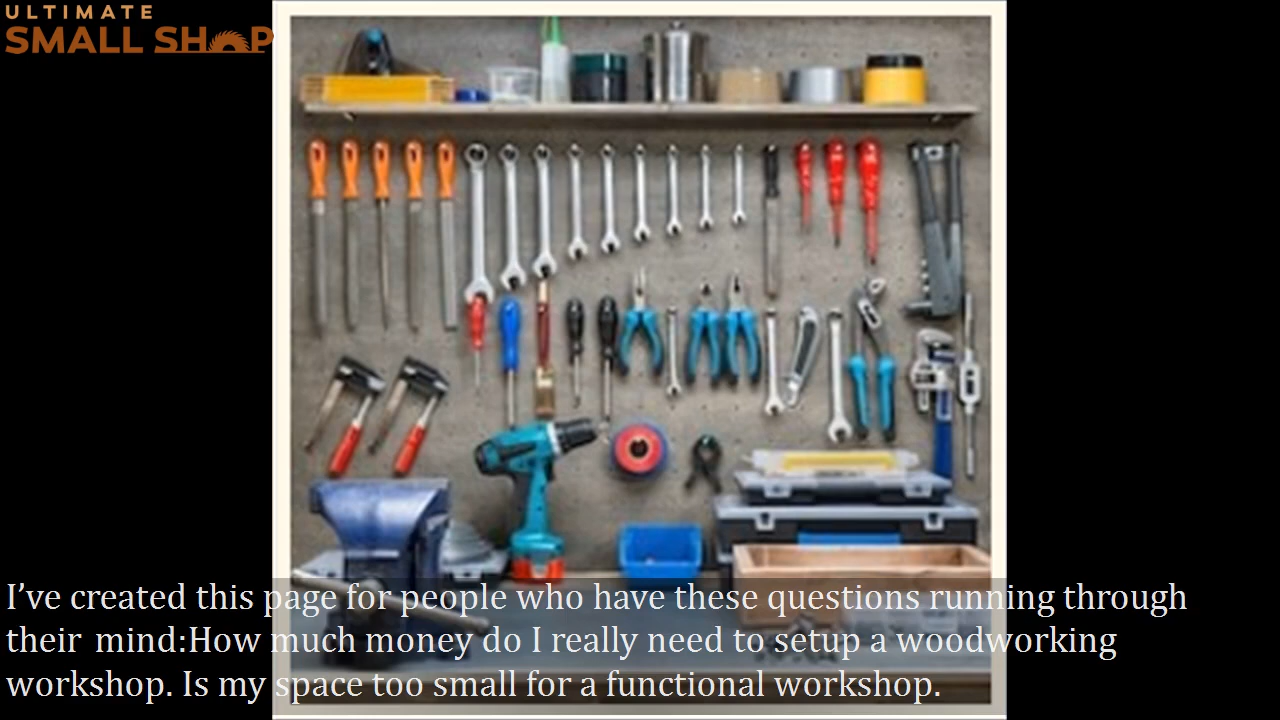 ULTIMATE
SMALL SHOP
I’ve created this page for people who have these questions running through
their mind:How much money do I really need to setup a woodworking
workshop. Is my space too small for a functional workshop.